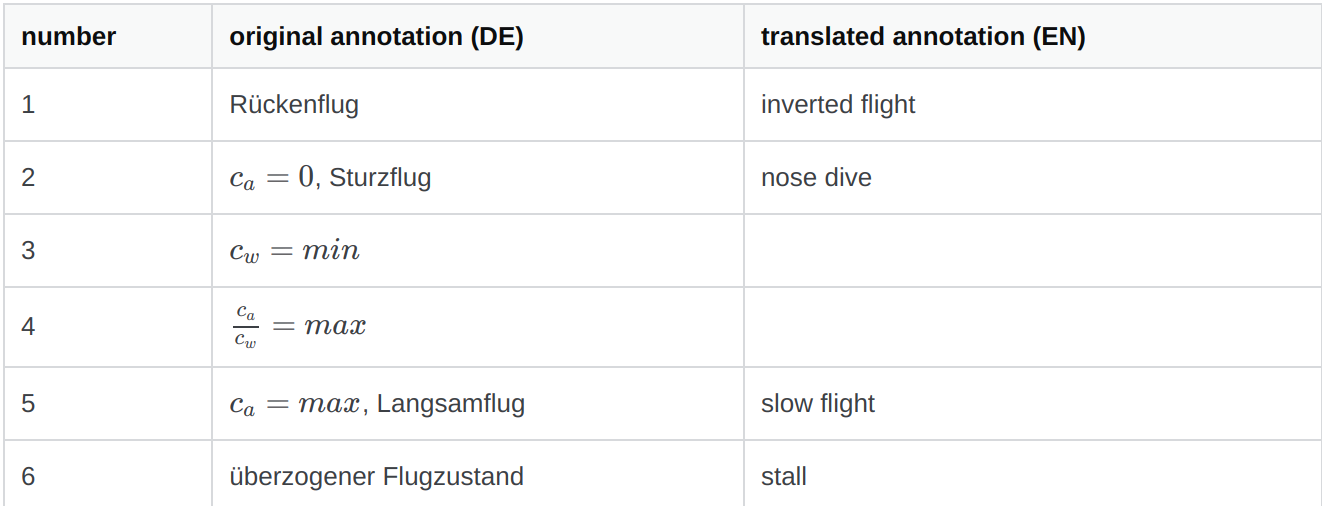 number original annotation (DE) translated annotation (EN)
1 Rückenflug inverted flight
2 $c_a = 0$, Sturzflug nose dive
3 $c_w = min$
4 $\frac{c_a}{c_w} = max$
5 $c_a = max$, Langsamflug slow flight
6 überzogener Flugzustand stall